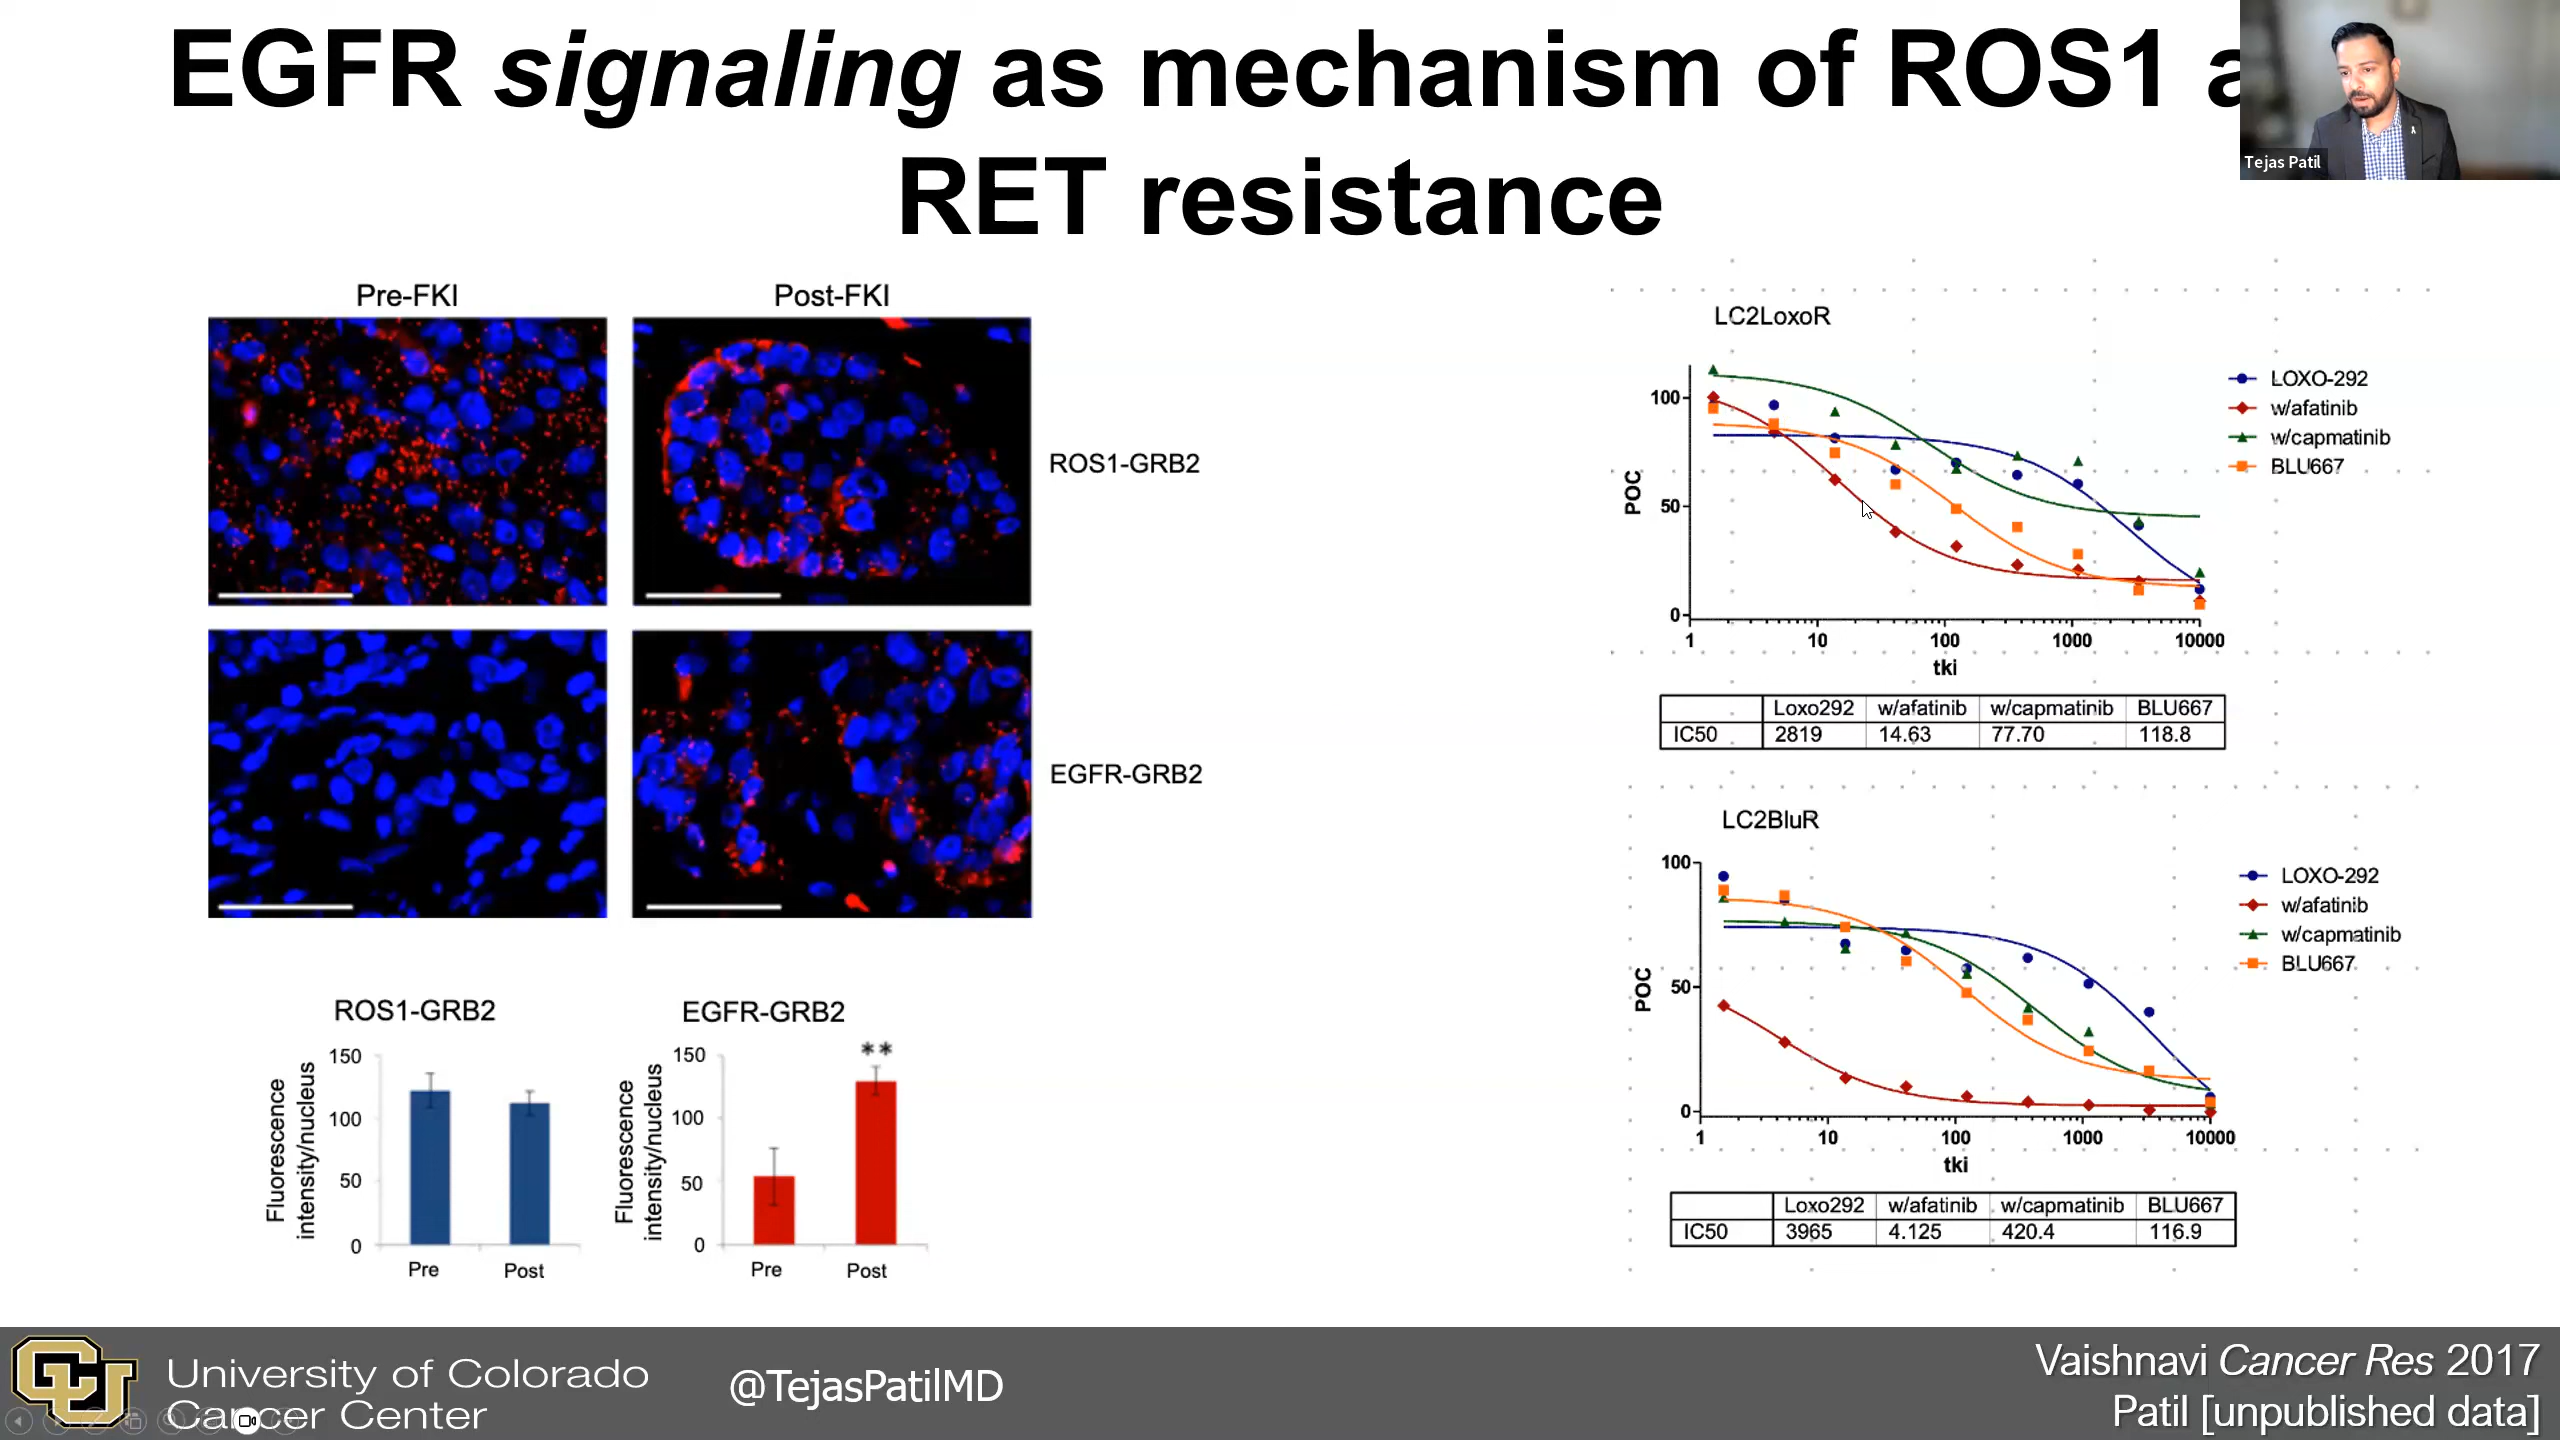 EGFR signaling as mechanism of ROS1 a
RET resistance
Tejas Patil
Pre-FKI
Post-FKI
ROS1-GRB2
EGFR-GRB2
ROS1-GRB2
EGFR-GRB2
**
Fluorescence
intensity/nucleus
150
100
50
0
Pre
Post
Fluorescence
intensity/nucleus
150
100
50
0
Pre
Post
LC2LoxoR
POC
100
50
0
1
10
100
1000
10000
tki
LOXO-292
w/afatinib
w/capmatinib
BLU667
Loxo292 w/afatinib w/capmatinib BLU667
IC50 2819 14.63 77.70 118.8
LC2BluR
POC
100
50
0
1
10
100
1000
10000
tki
LOXO-292
w/afatinib
w/capmatinib
BLU667
Loxo292 w/afatinib w/capmatinib BLU667
IC50 3965 4.125 420.4 116.9
CU
University of Colorado
Cancer Center
@TejasPatilMD
Vaishnavi Cancer Res 2017
Patil [unpublished data]